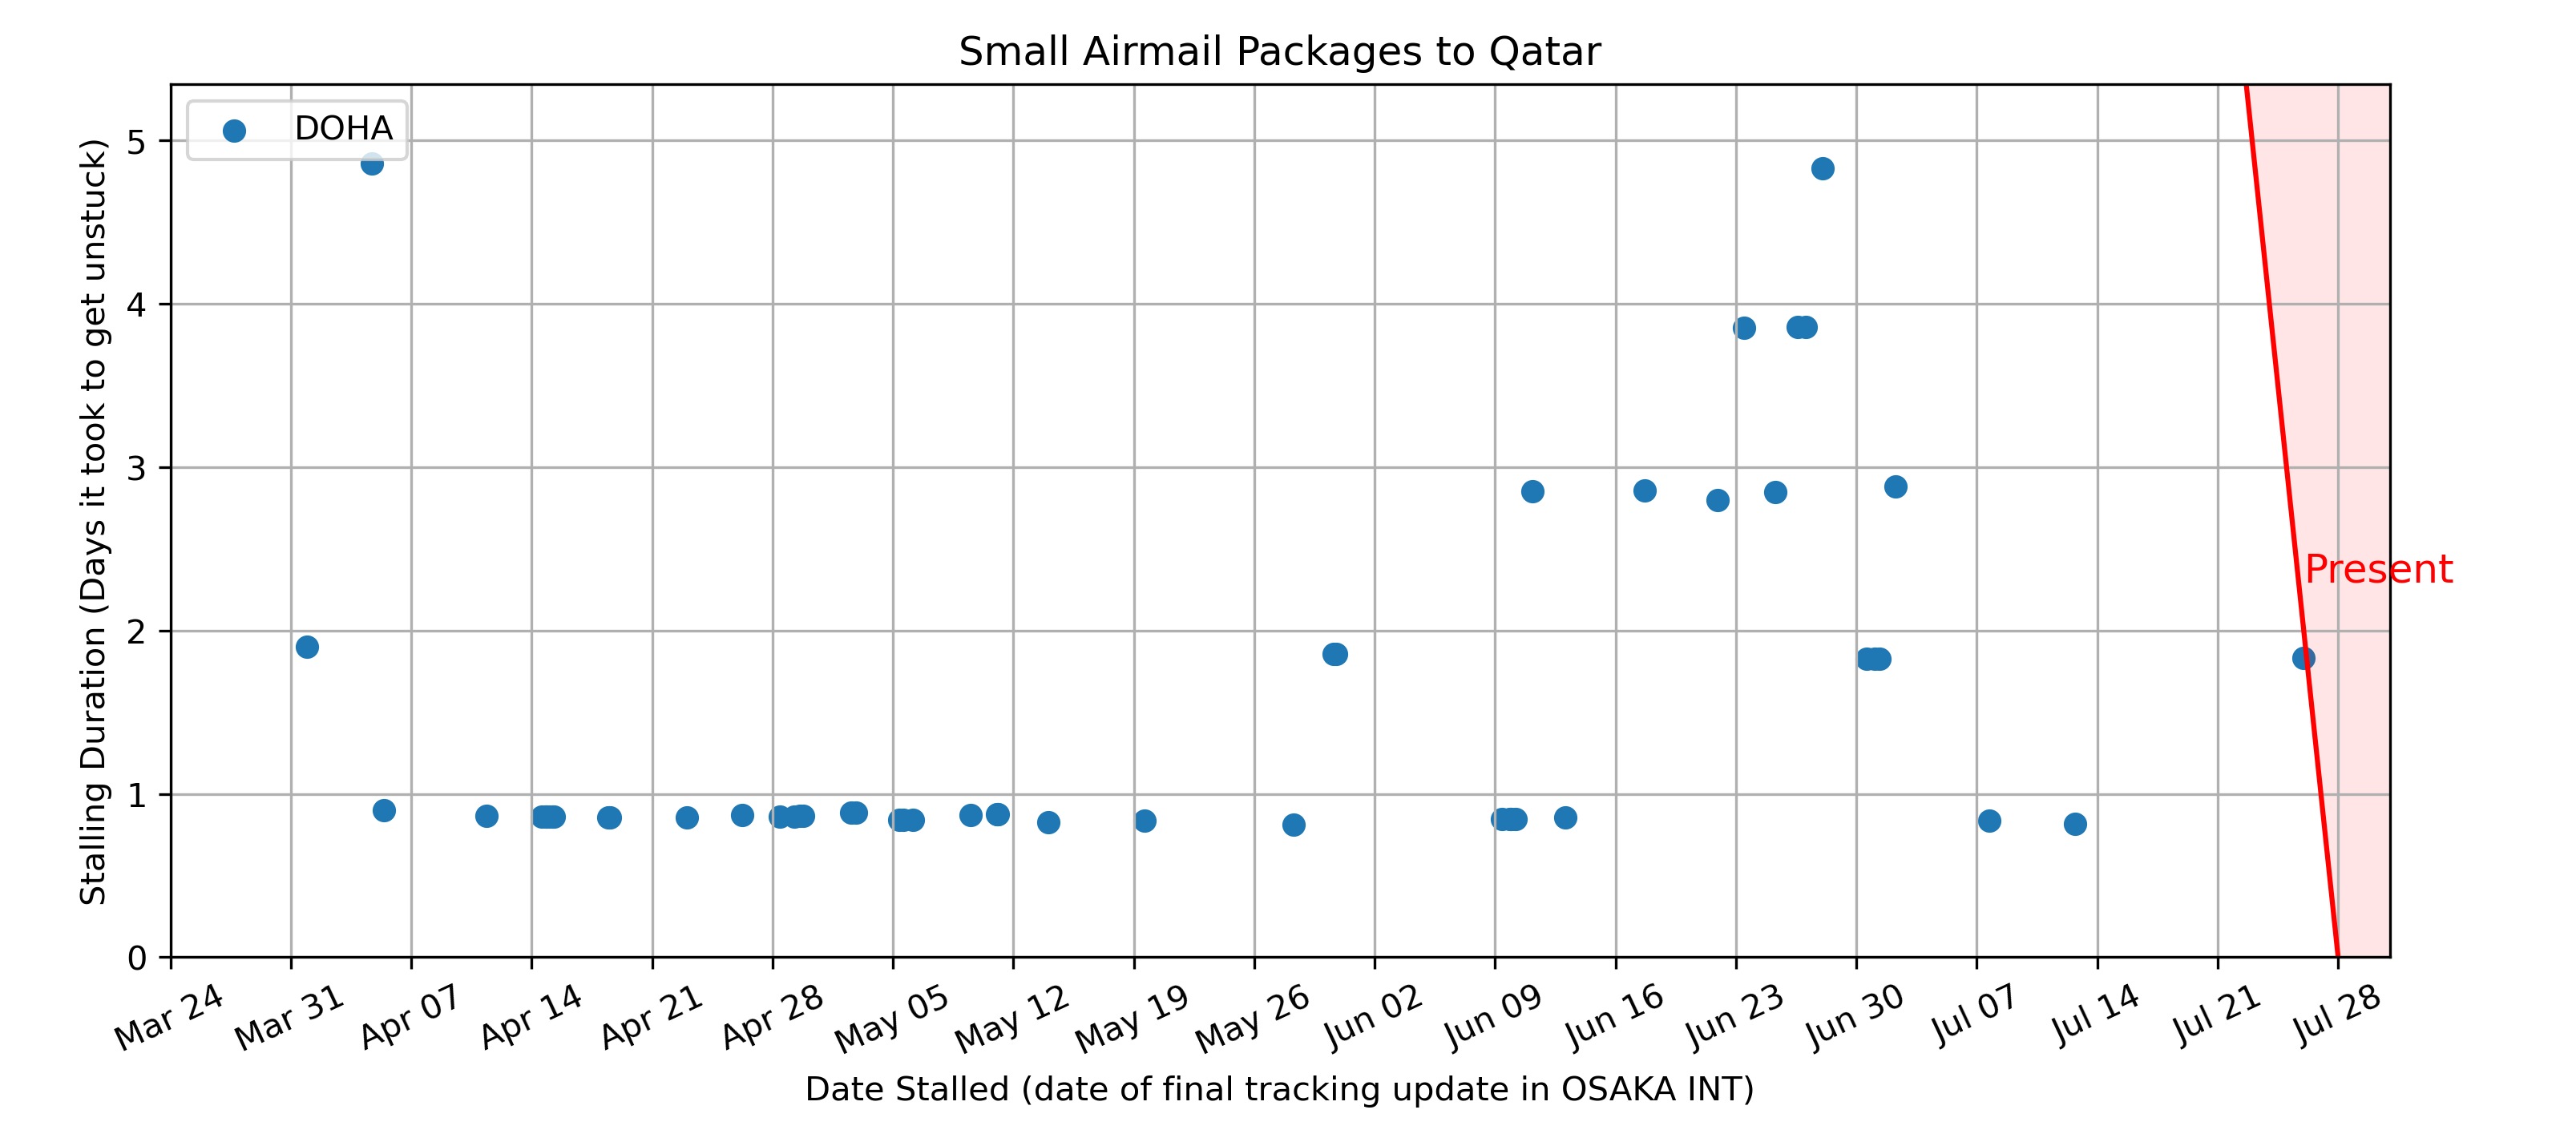 Small Airmail Packages to Qatar
DOHA
Stalling Duration (Days it took to get unstuck)
5
4
3
2
1
0
Present
Mar 24
Mar 31
Apr 07
Apr 14
Apr 21
Apr 28
May 05
May 12
May 19
May 26
Jun 02
Jun 09
Jun 16
Jun 23
Jun 30
Jul 07
Jul 14
Jul 21
Jul 28
Date Stalled (date of final tracking update in OSAKA INT)